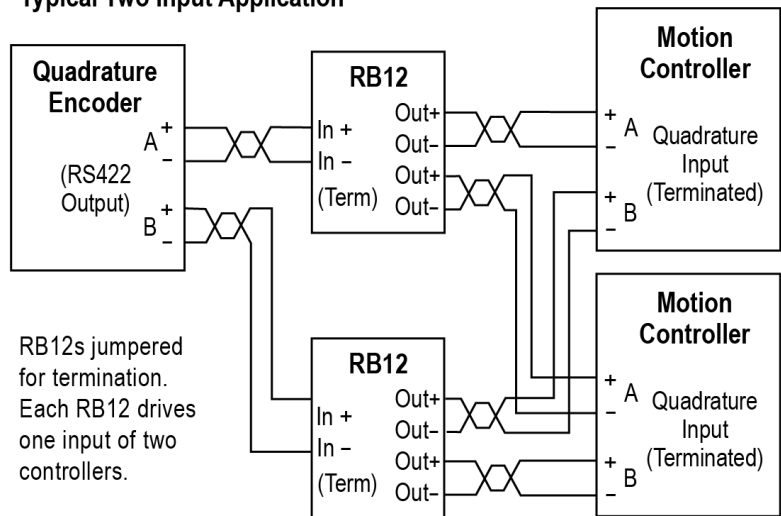 Typical Two Input Application
Quadrature
Encoder
A
+
−
(RS422
Output)
B
+
−
RB12s jumpered
for termination.
Each RB12 drives
one input of two
controllers.
RB12
In +
In −
(Term)
Out+
Out−
Out+
Out−
RB12
In +
In −
(Term)
Out+
Out−
Out+
Out−
Motion
Controller
+
−
A
Quadrature
Input
(Terminated)
+
−
B
Motion
Controller
+
−
A
Quadrature
Input
(Terminated)
+
−
B